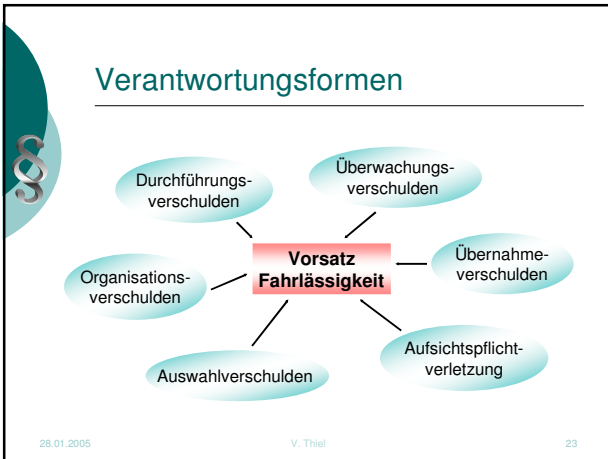 Verantwortungsformen
§
Durchführungs-
verschulden
Überwachungs-
verschulden
Vorsatz
Fahrlässigkeit
Übernahme-
verschulden
Organisations-
verschulden
Aufsichtspflicht-
verletzung
Auswahlverschulden
28.01.2005
V. Thiel
23